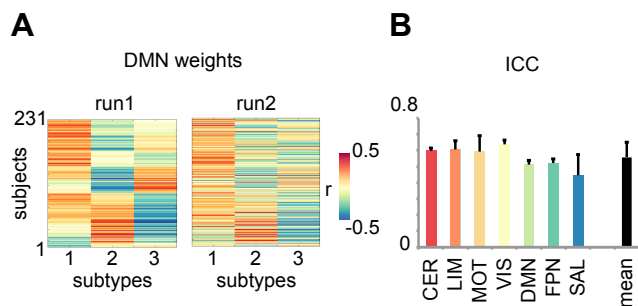 A
DMN weights
run1
run2
231
subjects
1
1 2 3
subtypes
1 2 3
subtypes
0.5
r
-0.5
B
ICC
0.8
0
CER
LIM
MOT
VIS
DMN
FPN
SAL
mean